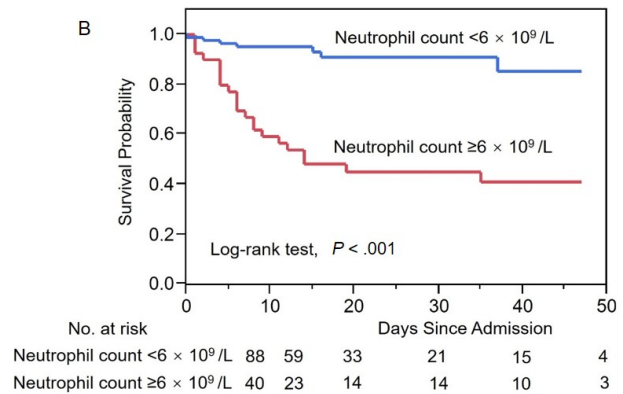 B
Neutrophil count <6 × 10⁹/L
Neutrophil count ≥6 × 10⁹/L
Log-rank test, P < .001
Survival Probability
1.0
0.8
0.6
0.4
0.2
0.0
0 10 20 30 40 50
No. at risk Days Since Admission
Neutrophil count <6 × 10⁹/L 88 59 33 21 15 4
Neutrophil count ≥6 × 10⁹/L 40 23 14 14 10 3